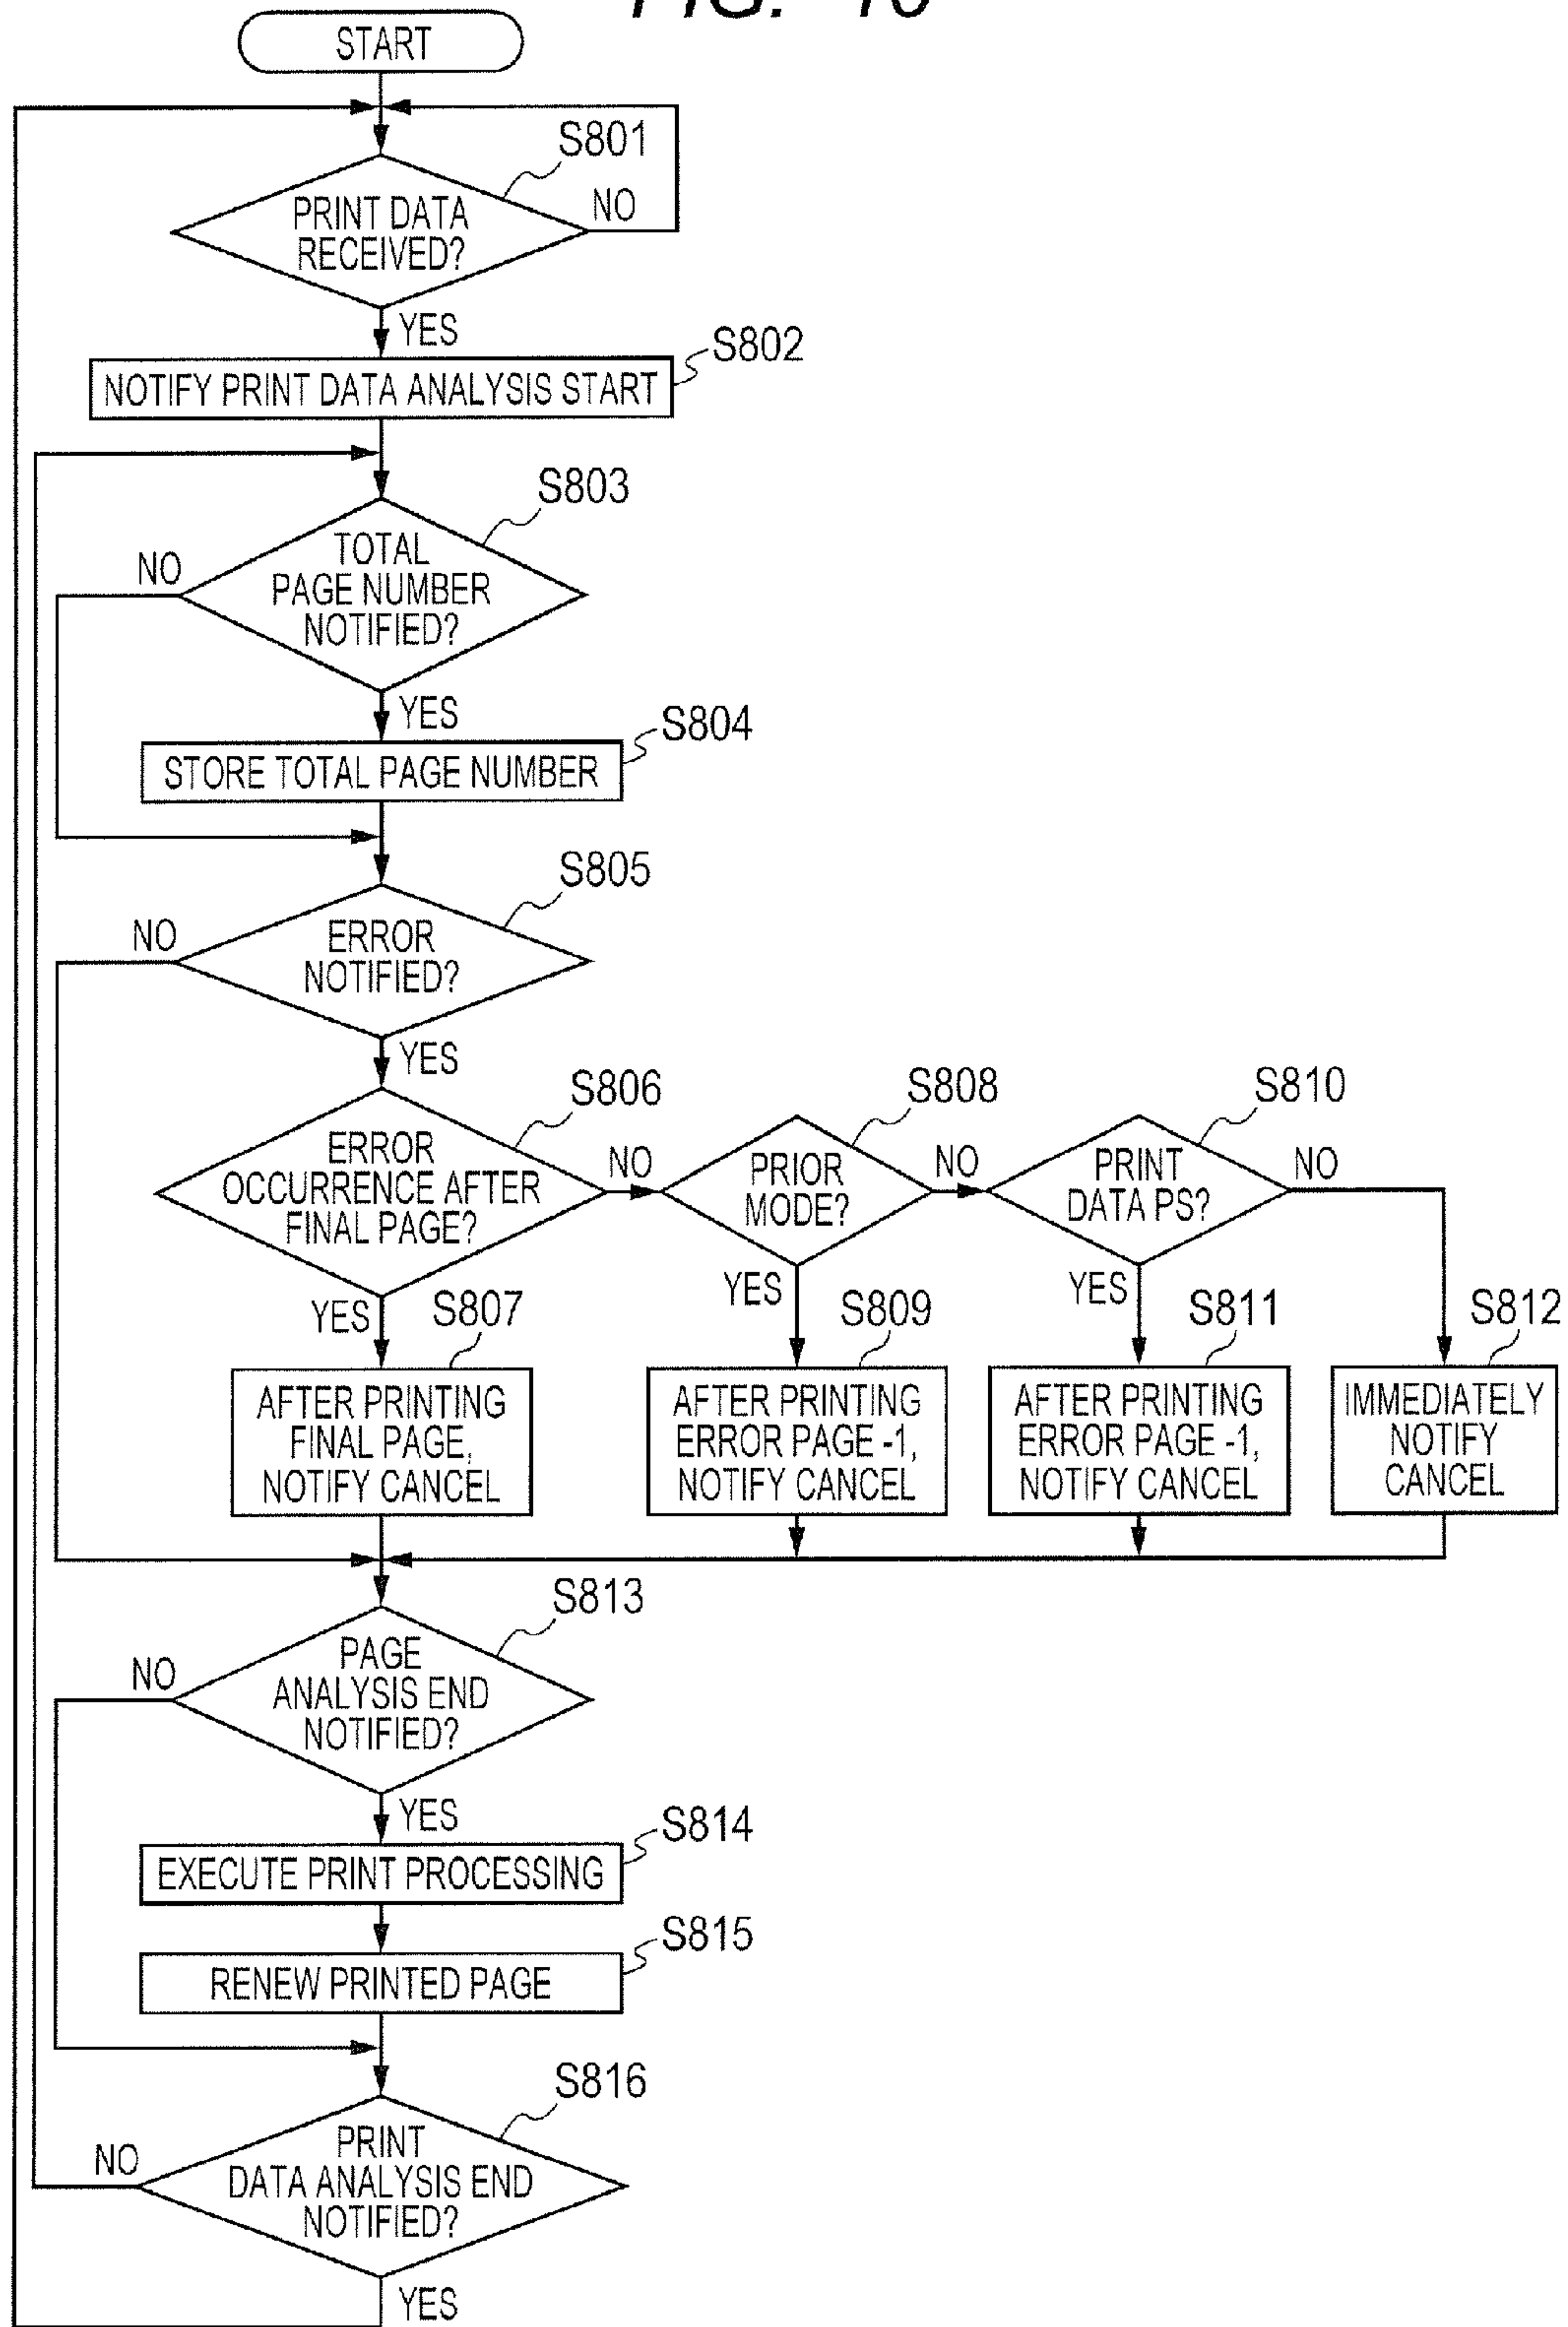 START
S801
PRINT DATA
RECEIVED?
NO
YES
S802
NOTIFY PRINT DATA ANALYSIS START
S803
TOTAL
PAGE NUMBER
NOTIFIED?
NO
YES
S804
STORE TOTAL PAGE NUMBER
S805
ERROR
NOTIFIED?
NO
YES
S806
ERROR
OCCURRENCE AFTER
FINAL PAGE?
NO
YES
S808
PRIOR
MODE?
NO
YES
S810
PRINT
DATA PS?
NO
YES
S807
AFTER PRINTING
FINAL PAGE,
NOTIFY CANCEL
S809
AFTER PRINTING
ERROR PAGE -1,
NOTIFY CANCEL
S811
AFTER PRINTING
ERROR PAGE -1,
NOTIFY CANCEL
S812
IMMEDIATELY
NOTIFY
CANCEL
S813
PAGE
ANALYSIS END
NOTIFIED?
NO
YES
S814
EXECUTE PRINT PROCESSING
S815
RENEW PRINTED PAGE
S816
PRINT
DATA ANALYSIS END
NOTIFIED?
NO
YES